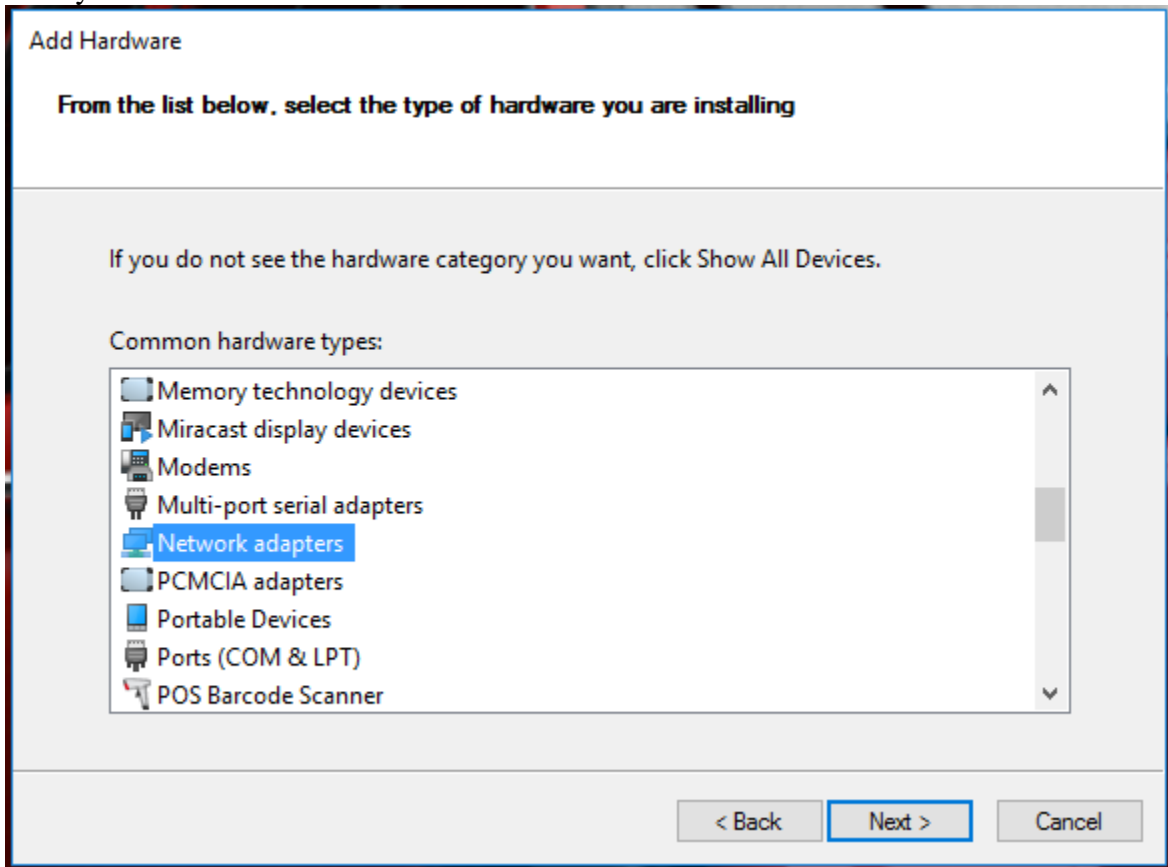 Add Hardware
From the list below, select the type of hardware you are installing
If you do not see the hardware category you want, click Show All Devices.
Common hardware types:
Memory technology devices
Miracast display devices
Modems
Multi-port serial adapters
Network adapters
PCMCIA adapters
Portable Devices
Ports (COM & LPT)
POS Barcode Scanner
< Back Next > Cancel